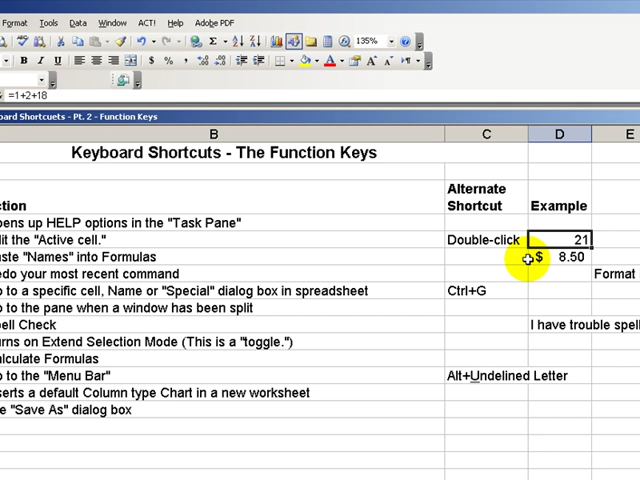 Format Tools Data Window ACT! Help Adobe PDF
135%
B I U $ % ,
=1+2+18
board Shortcuets - Pt. 2 - Function Keys
B C D E
Keyboard Shortcuts - The Function Keys
ction Alternate Shortcut Example
pens up HELP options in the "Task Pane"
dit the "Active cell." Double-click 21
aste "Names" into Formulas $ 8.50
edo your most recent command Format
o to a specific cell, Name or "Special" dialog box in spreadsheet Ctrl+G
o to the pane when a window has been split
pell Check I have trouble spell
urns on Extend Selection Mode (This is a "toggle.")
alculate Formulas
o to the "Menu Bar" Alt+Undelined Letter
serts a default Column type Chart in a new worksheet
e "Save As" dialog box